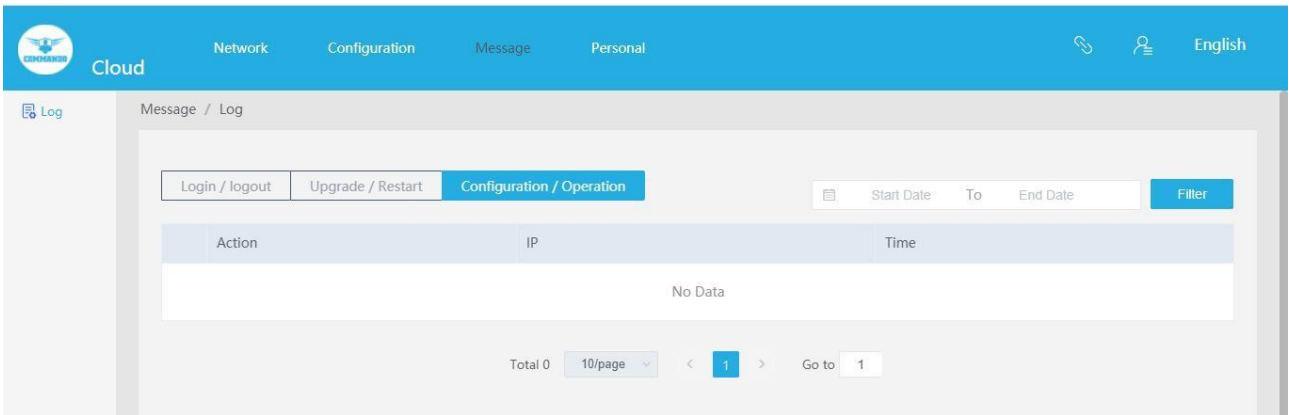 COMMANDO
Cloud Network Configuration Message Personal English
Log Message / Log
Login / logout Upgrade / Restart Configuration / Operation Start Date To End Date Filter
Action IP Time
No Data
Total 0 10/page < 1 > Go to 1